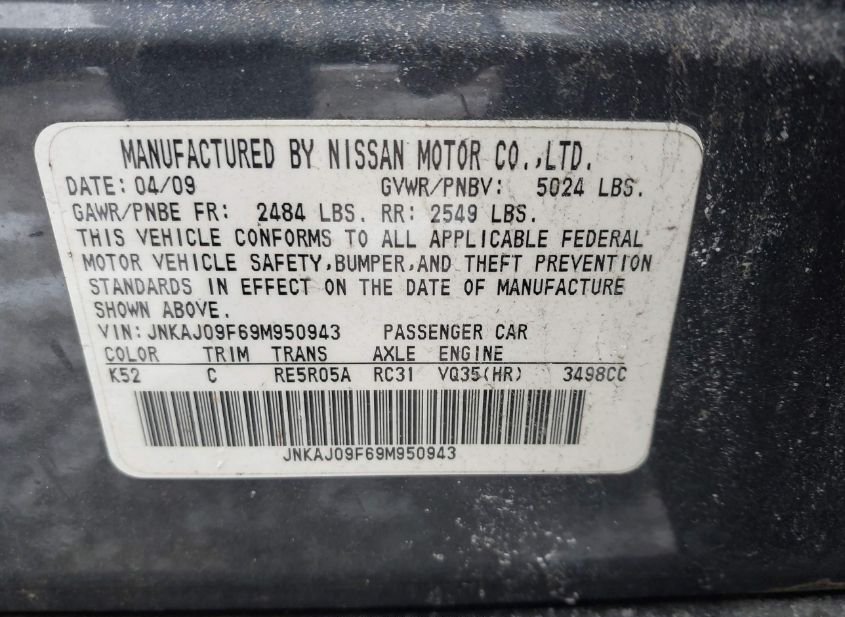 MANUFACTURED BY NISSAN MOTOR CO.,LTD.
DATE: 04/09 GVWR/PNBV: 5024 LBS.
GAWR/PNBE FR: 2484 LBS. RR: 2549 LBS.
THIS VEHICLE CONFORMS TO ALL APPLICABLE FEDERAL
MOTOR VEHICLE SAFETY,BUMPER,AND THEFT PREVENTION
STANDARDS IN EFFECT ON THE DATE OF MANUFACTURE
SHOWN ABOVE.
VIN:JNKAJ09F69M950943 PASSENGER CAR
COLOR TRIM TRANS AXLE ENGINE
K52 C RE5R05A RC31 VQ35(HR) 3498CC
JNKAJ09F69M950943